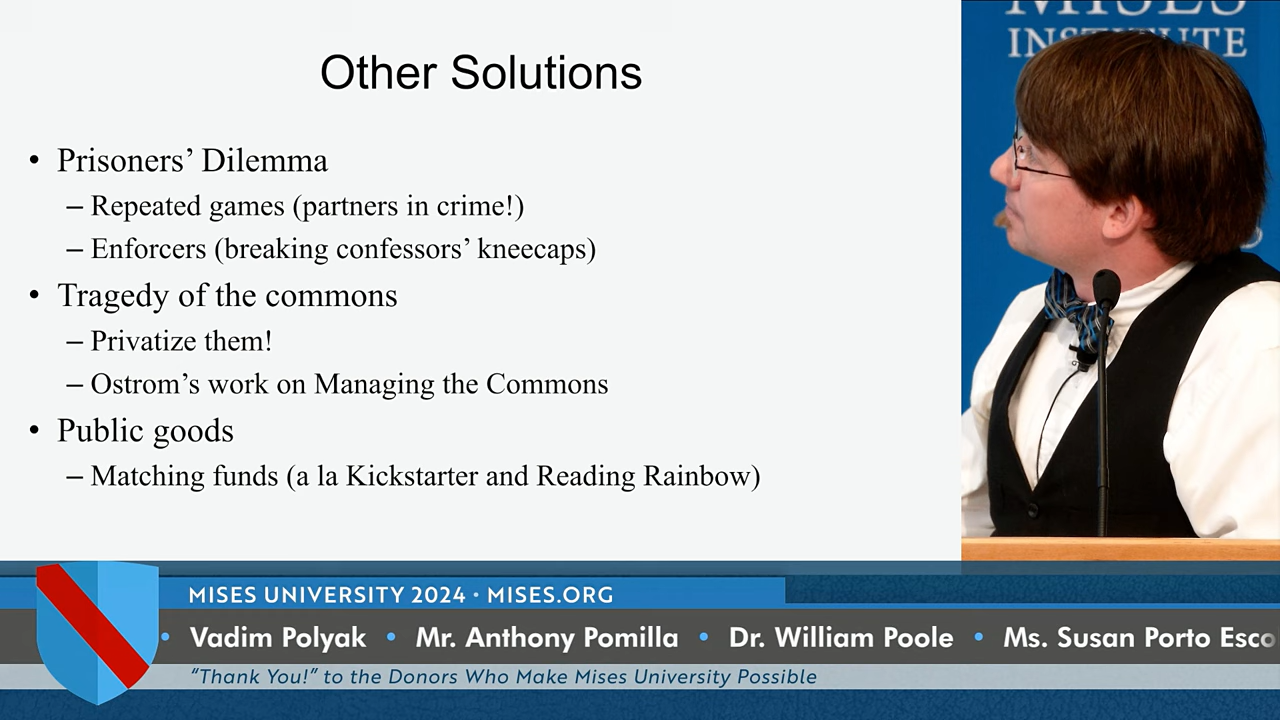 Other Solutions
• Prisoners’ Dilemma
– Repeated games (partners in crime!)
– Enforcers (breaking confessors’ kneecaps)
• Tragedy of the commons
– Privatize them!
– Ostrom’s work on Managing the Commons
• Public goods
– Matching funds (a la Kickstarter and Reading Rainbow)
MISES
INSTITUTE
MISES UNIVERSITY 2024 • MISES.ORG
• Vadim Polyak • Mr. Anthony Pomilla • Dr. William Poole • Ms. Susan Porto Esco
“Thank You!” to the Donors Who Make Mises University Possible